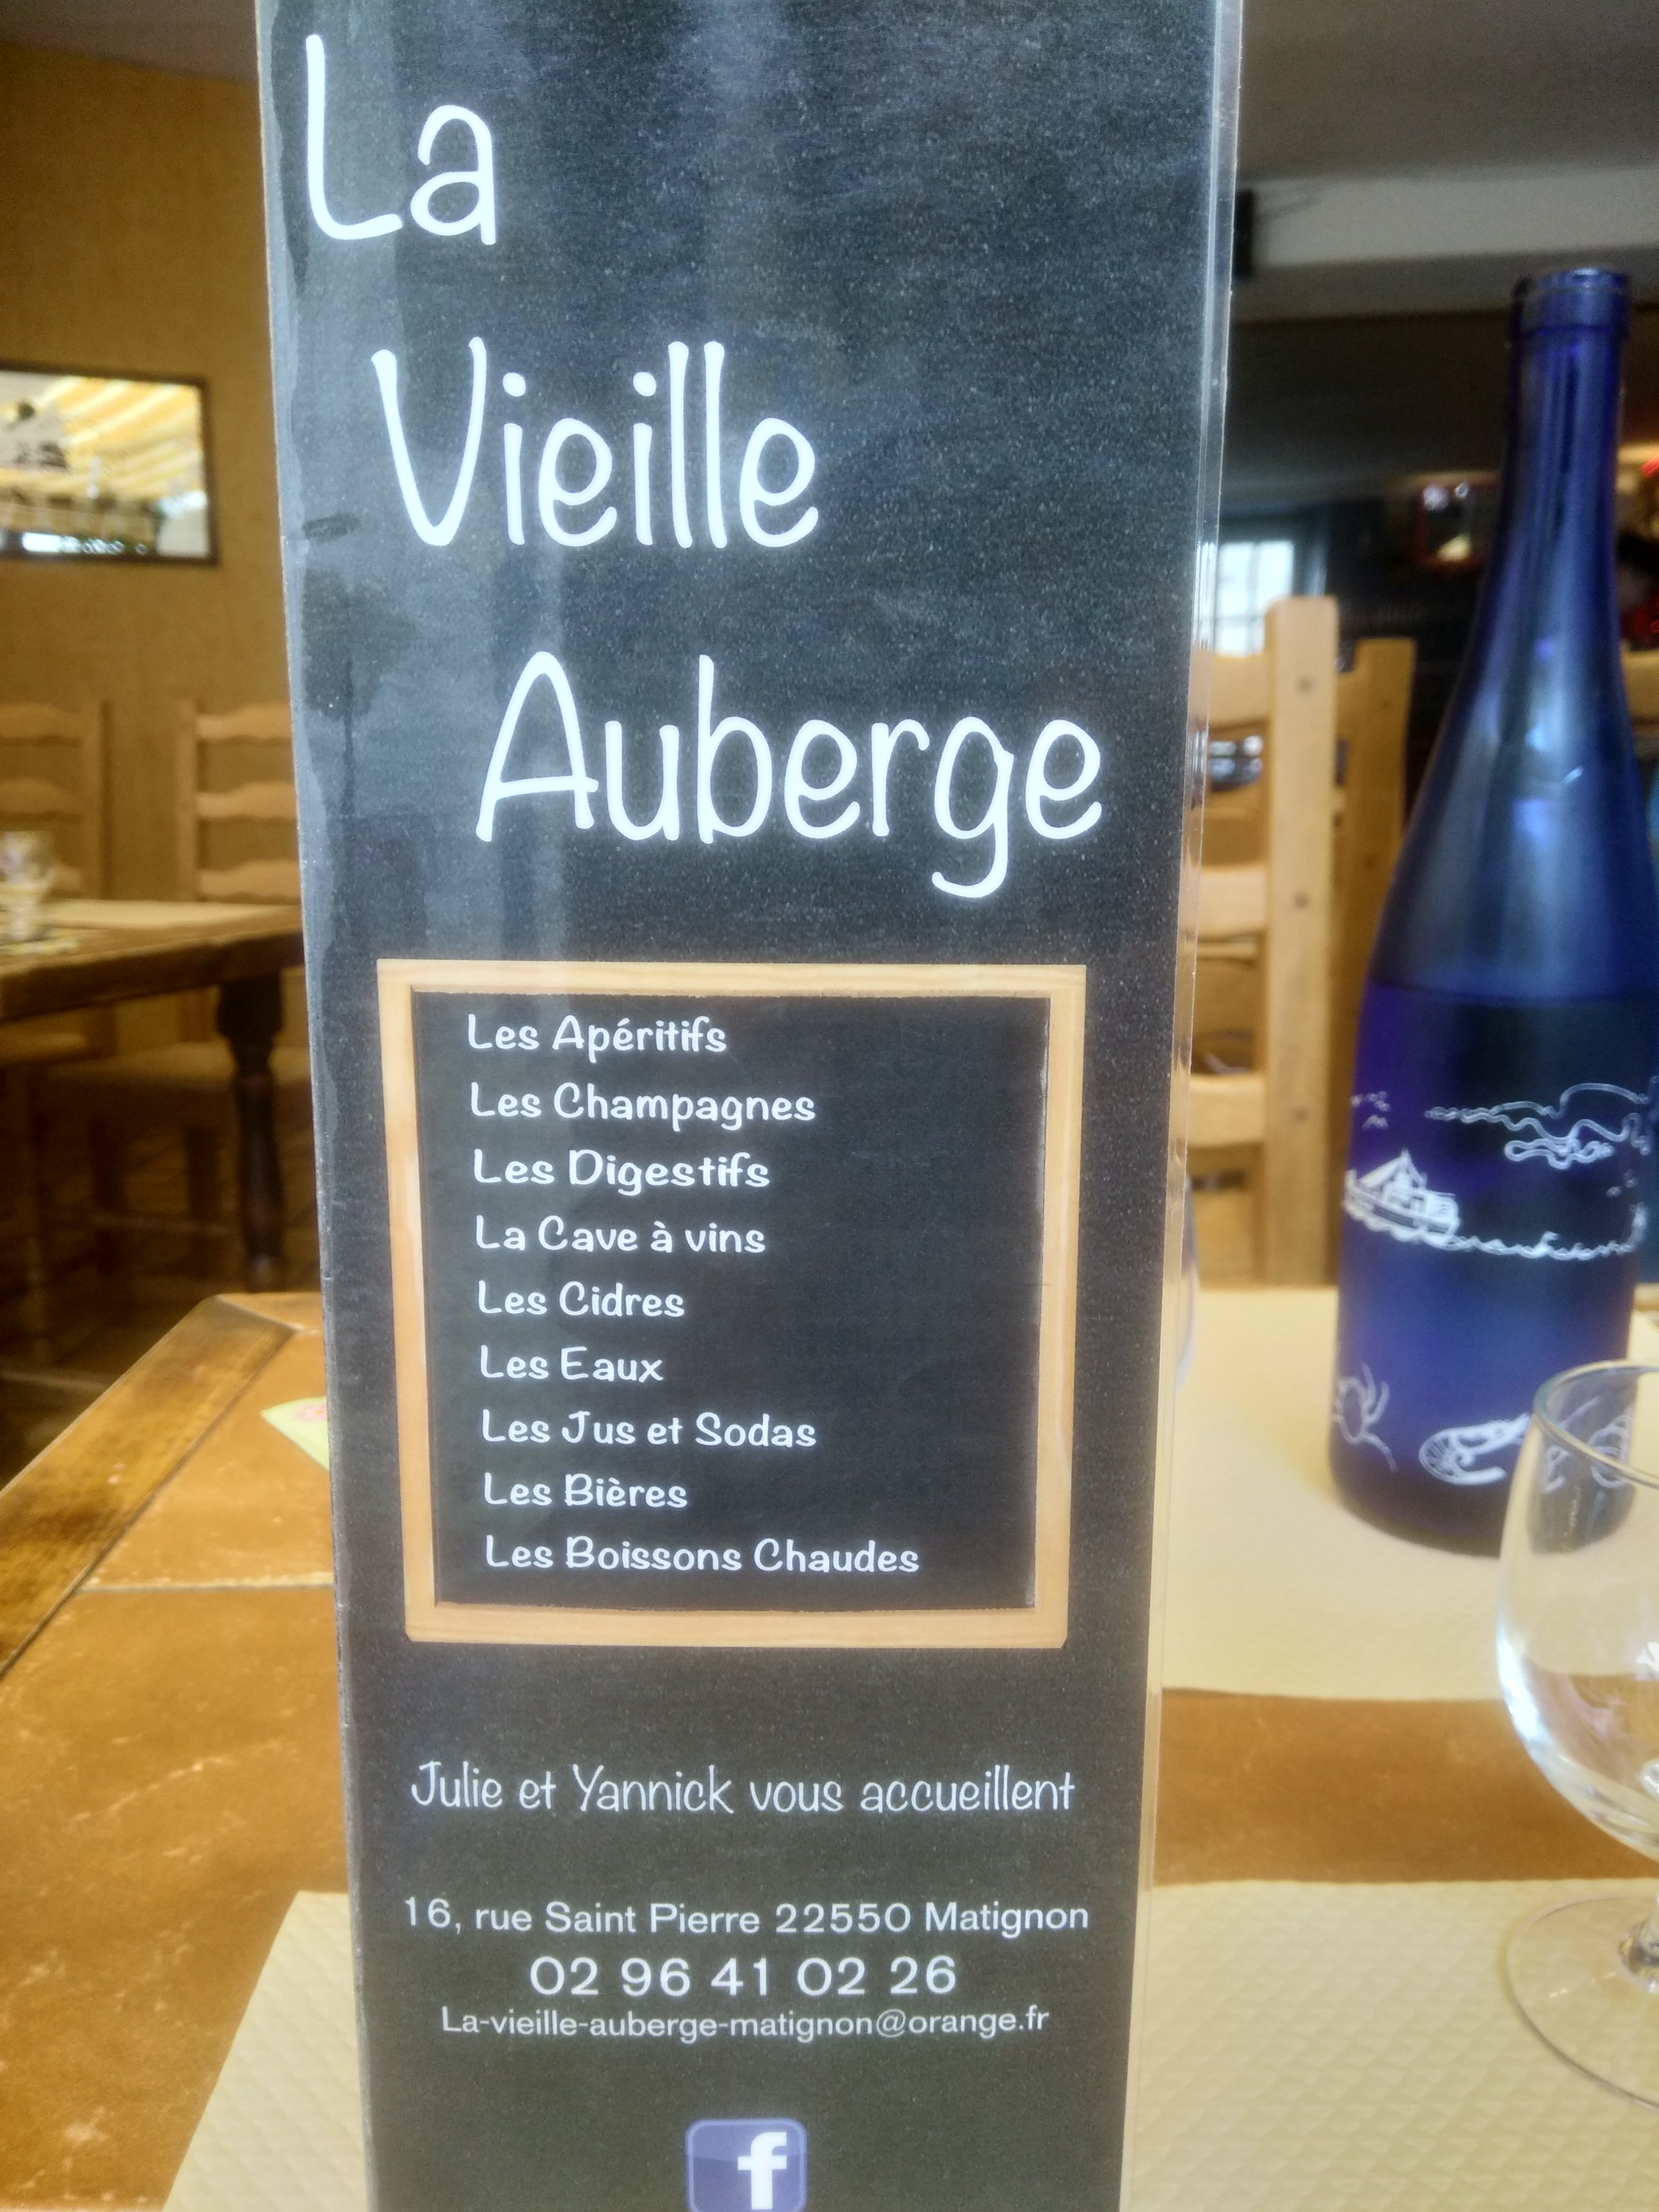 La
Vieille
Auberge
Les Apéritifs
Les Champagnes
Les Digestifs
La Cave à vins
Les Cidres
Les Eaux
Les Jus et Sodas
Les Bières
Les Boissons Chaudes
Julie et Yannick vous accueillent
16, rue Saint Pierre 22550 Matignon
02 96 41 02 26
La-vieille-auberge-matignon@orange.fr
f